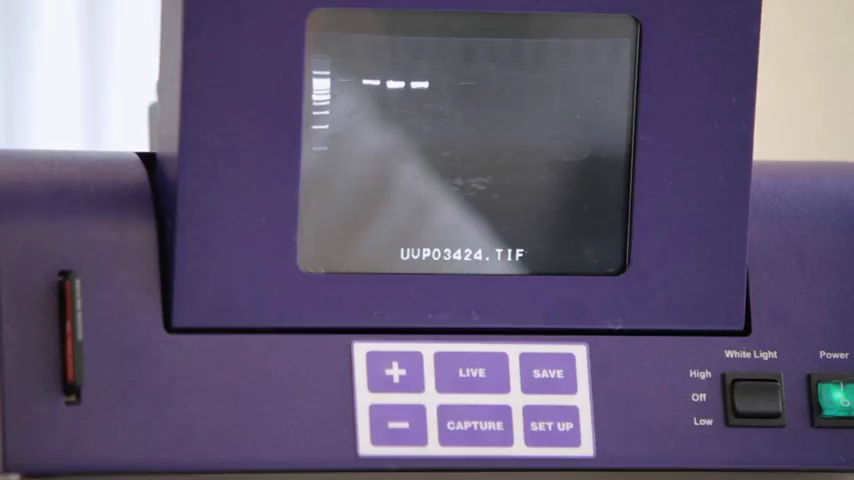 UVP03424.TIF
+ LIVE SAVE
− CAPTURE SET UP
White Light
High
Off
Low
Power